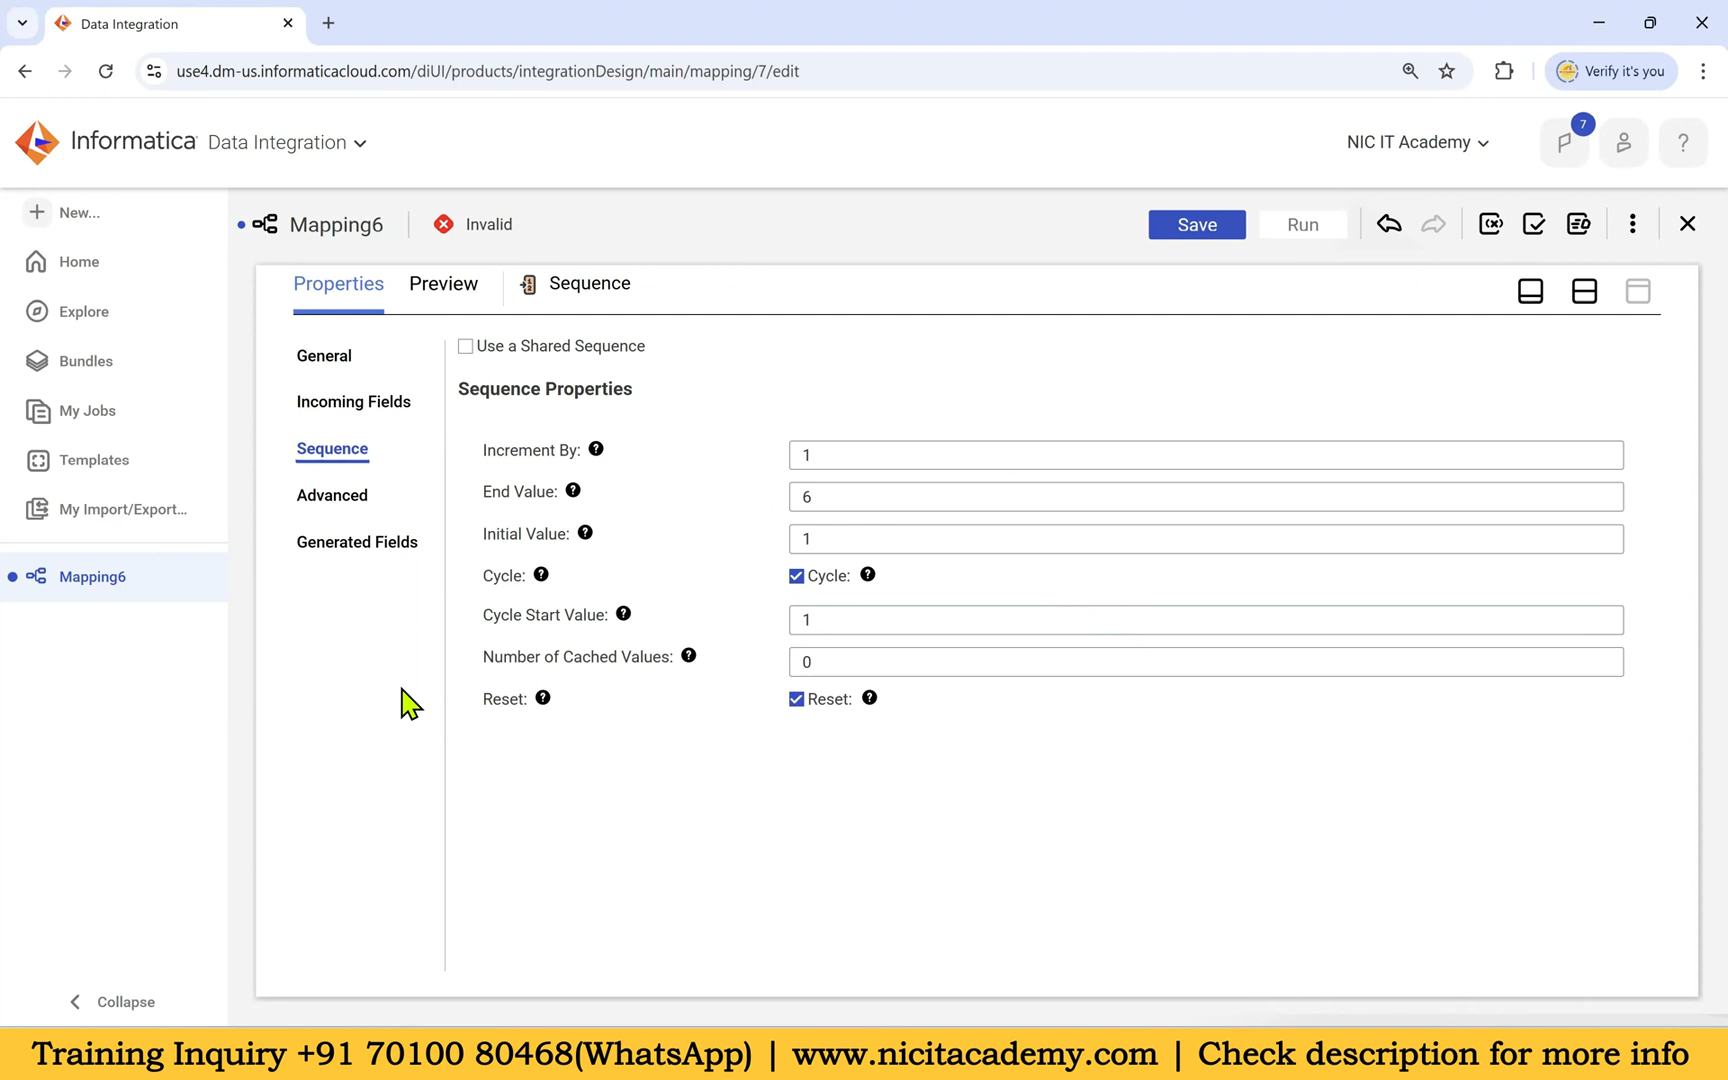 Data Integration
use4.dm-us.informaticacloud.com/diUI/products/integrationDesign/main/mapping/7/edit
Verify it's you
Informatica Data Integration
NIC IT Academy
7
?
New...
Home
Explore
Bundles
My Jobs
Templates
My Import/Export...
Mapping6
Collapse
Mapping6
Invalid
Save
Run
Properties
Preview
Sequence
General
Incoming Fields
Sequence
Advanced
Generated Fields
Use a Shared Sequence
Sequence Properties
Increment By: ? 1
End Value: ? 6
Initial Value: ? 1
Cycle: ? Cycle: ?
Cycle Start Value: ? 1
Number of Cached Values: ? 0
Reset: ? Reset: ?
Training Inquiry +91 70100 80468(WhatsApp) | www.nicitacademy.com | Check description for more info